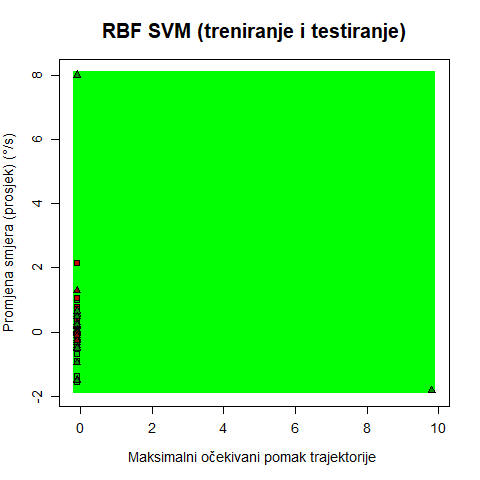 RBF SVM (treniranje i testiranje)
Promjena smjera (prosjek) (°/s)
8
6
4
2
0
-2
0 2 4 6 8 10
Maksimalni očekivani pomak trajektorije